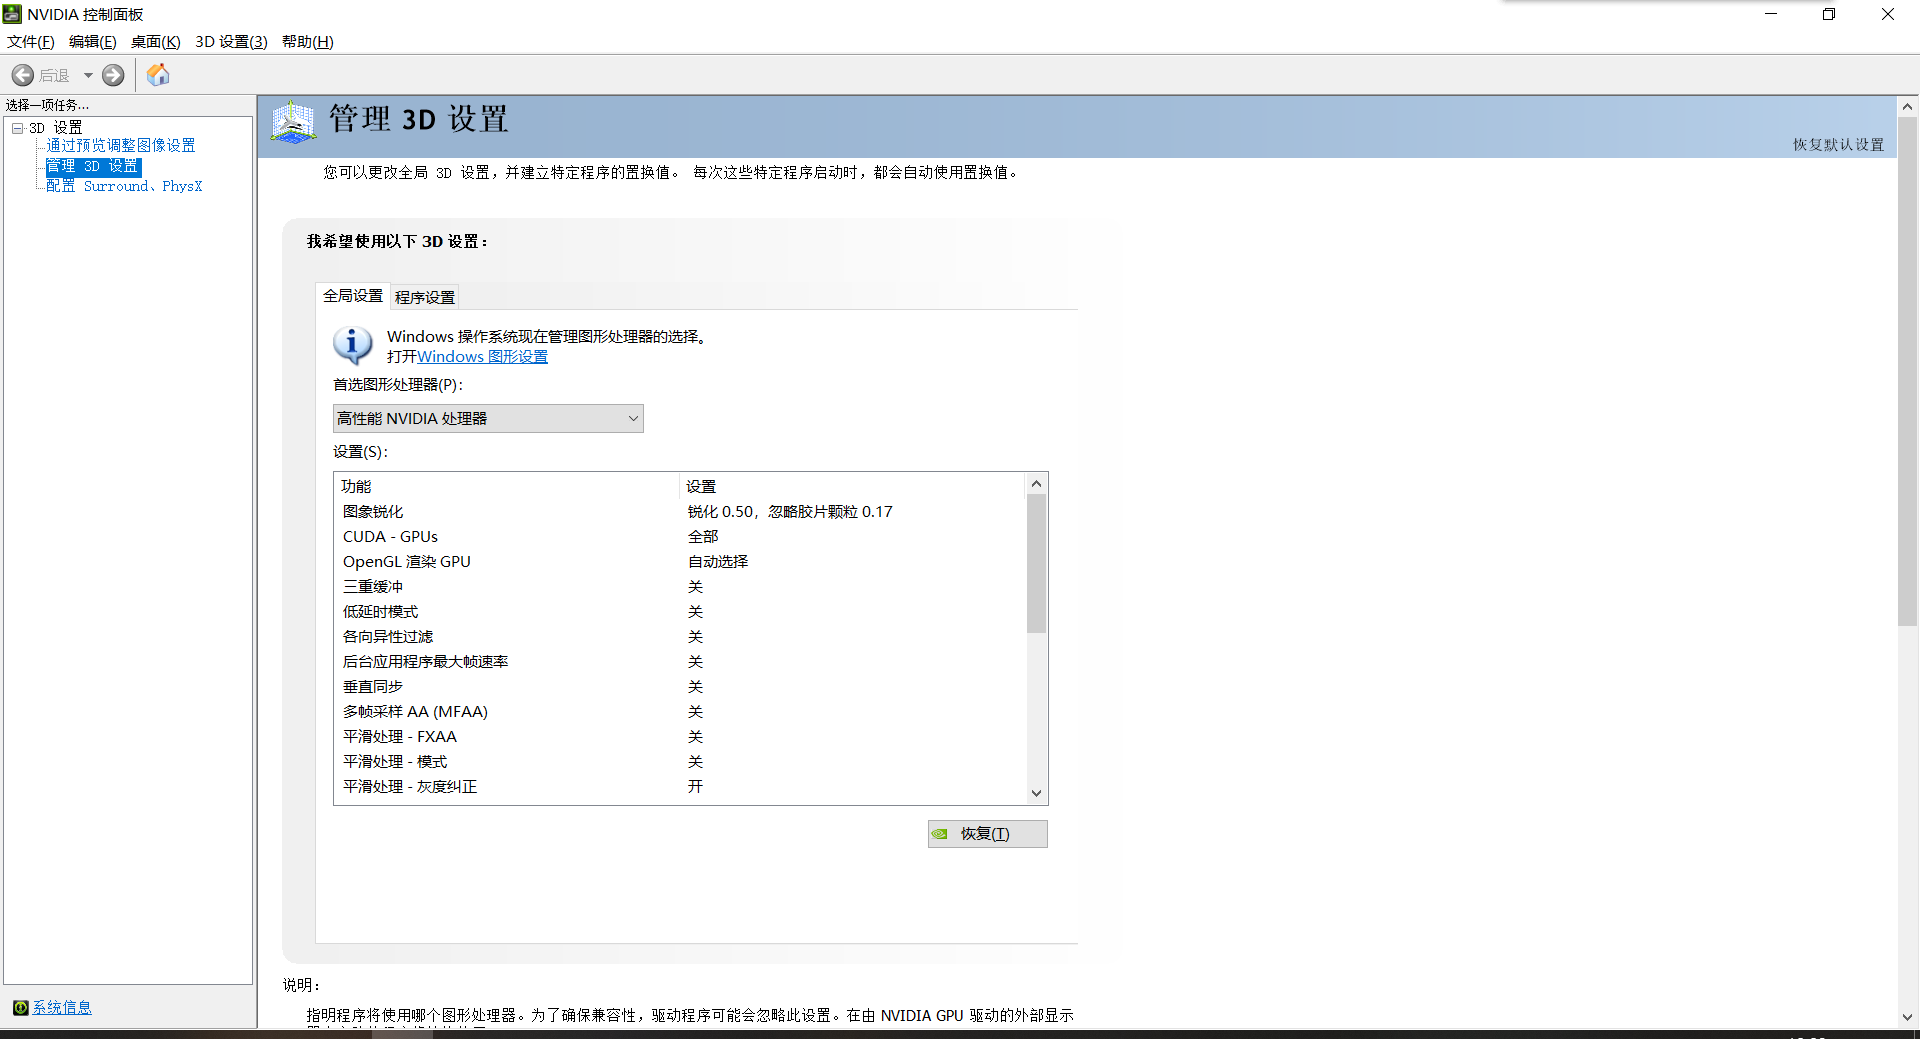 NVIDIA 控制面板
文件(F) 编辑(E) 桌面(K) 3D 设置(3) 帮助(H)
后退
选择一项任务...
3D 设置
通过预览调整图像设置
管理 3D 设置
配置 Surround、PhysX
系统信息
管理 3D 设置
恢复默认设置
您可以更改全局 3D 设置，并建立特定程序的置换值。 每次这些特定程序启动时，都会自动使用置换值。
我希望使用以下 3D 设置：
全局设置 程序设置
Windows 操作系统现在管理图形处理器的选择。
打开Windows 图形设置
首选图形处理器(P)：
高性能 NVIDIA 处理器
设置(S)：
功能 设置
图象锐化 锐化 0.50，忽略胶片颗粒 0.17
CUDA - GPUs 全部
OpenGL 渲染 GPU 自动选择
三重缓冲 关
低延时模式 关
各向异性过滤 关
后台应用程序最大帧速率 关
垂直同步 关
多帧采样 AA (MFAA) 关
平滑处理 - FXAA 关
平滑处理 - 模式 关
平滑处理 - 灰度纠正 开
恢复(T)
说明：
指明程序将使用哪个图形处理器。为了确保兼容性，驱动程序可能会忽略此设置。在由 NVIDIA GPU 驱动的外部显示